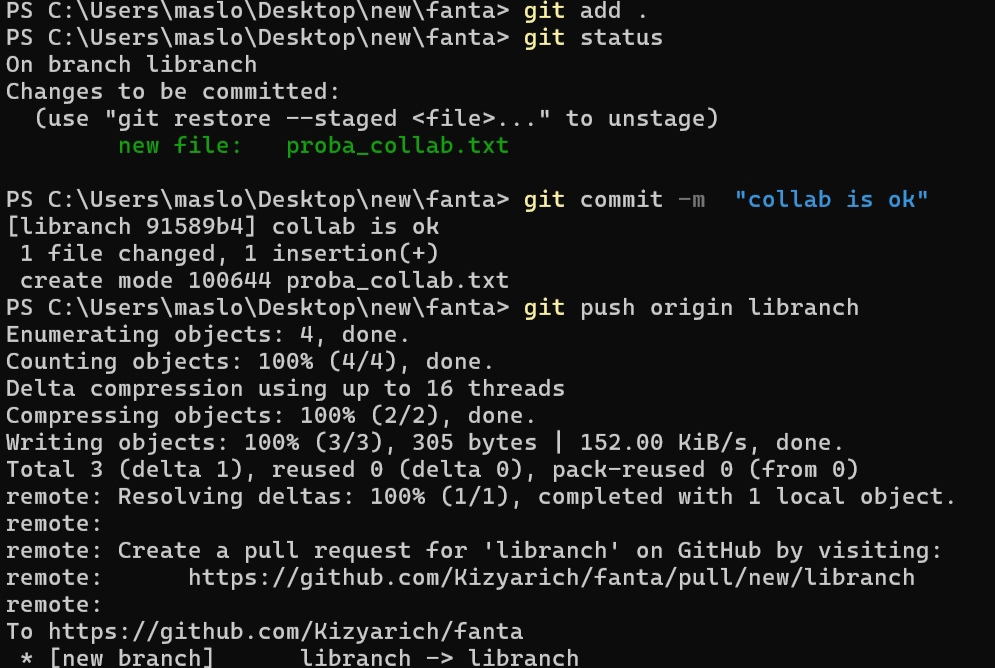 PS C:\Users\maslo\Desktop\new\fanta> git add .
PS C:\Users\maslo\Desktop\new\fanta> git status
On branch libranch
Changes to be committed:
  (use "git restore --staged <file>..." to unstage)
        new file:   proba_collab.txt

PS C:\Users\maslo\Desktop\new\fanta> git commit -m  "collab is ok"
[libranch 91589b4] collab is ok
 1 file changed, 1 insertion(+)
 create mode 100644 proba_collab.txt
PS C:\Users\maslo\Desktop\new\fanta> git push origin libranch
Enumerating objects: 4, done.
Counting objects: 100% (4/4), done.
Delta compression using up to 16 threads
Compressing objects: 100% (2/2), done.
Writing objects: 100% (3/3), 305 bytes | 152.00 KiB/s, done.
Total 3 (delta 1), reused 0 (delta 0), pack-reused 0 (from 0)
remote: Resolving deltas: 100% (1/1), completed with 1 local object.
remote:
remote: Create a pull request for 'libranch' on GitHub by visiting:
remote:      https://github.com/Kizyarich/fanta/pull/new/libranch
remote:
To https://github.com/Kizyarich/fanta
 * [new branch]      libranch -> libranch